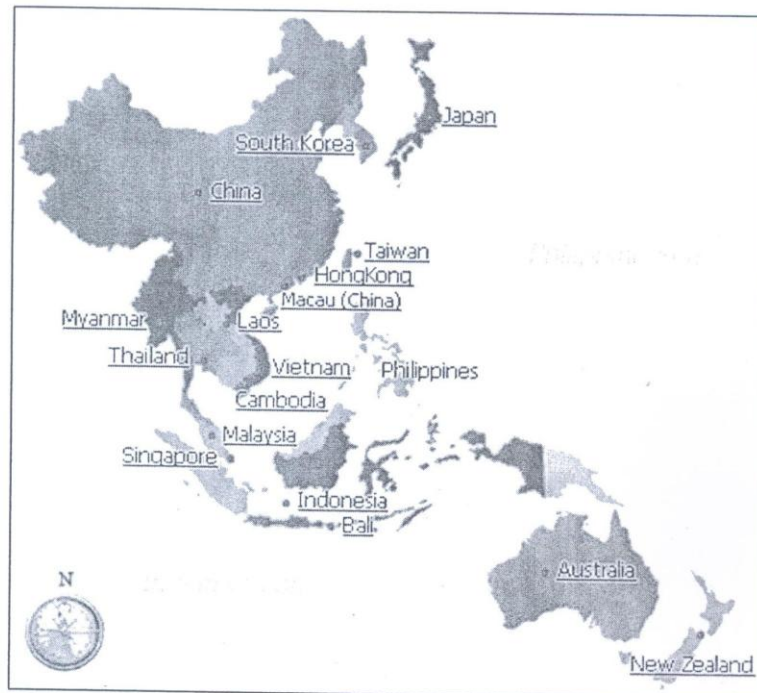 Japan
South Korea
China
Taiwan
HongKong
Macau (China)
Myanmar
Laos
Thailand
Vietnam
Philippines
Cambodia
Malaysia
Singapore
Indonesia
Bali
Australia
N
New Zealand